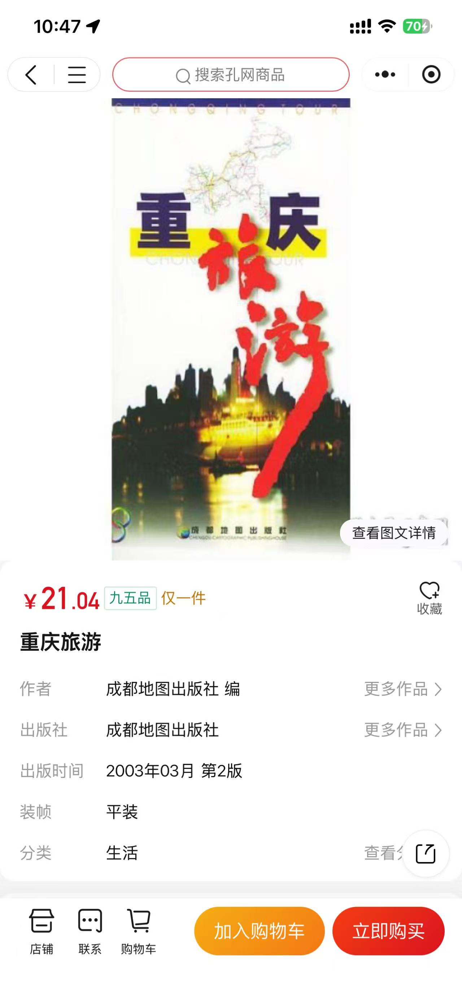 10:47
70
搜索孔网商品
CHONGQING TOUR
重庆
旅游
成都地图出版社
CHENGDU CARTOGRAPHIC PUBLISHING HOUSE
查看图文详情
¥21.04 九五品 仅一件
收藏
重庆旅游
作者 成都地图出版社 编 更多作品
出版社 成都地图出版社 更多作品
出版时间 2003年03月 第2版
装帧 平装
分类 生活 查看
店铺 联系 购物车 加入购物车 立即购买